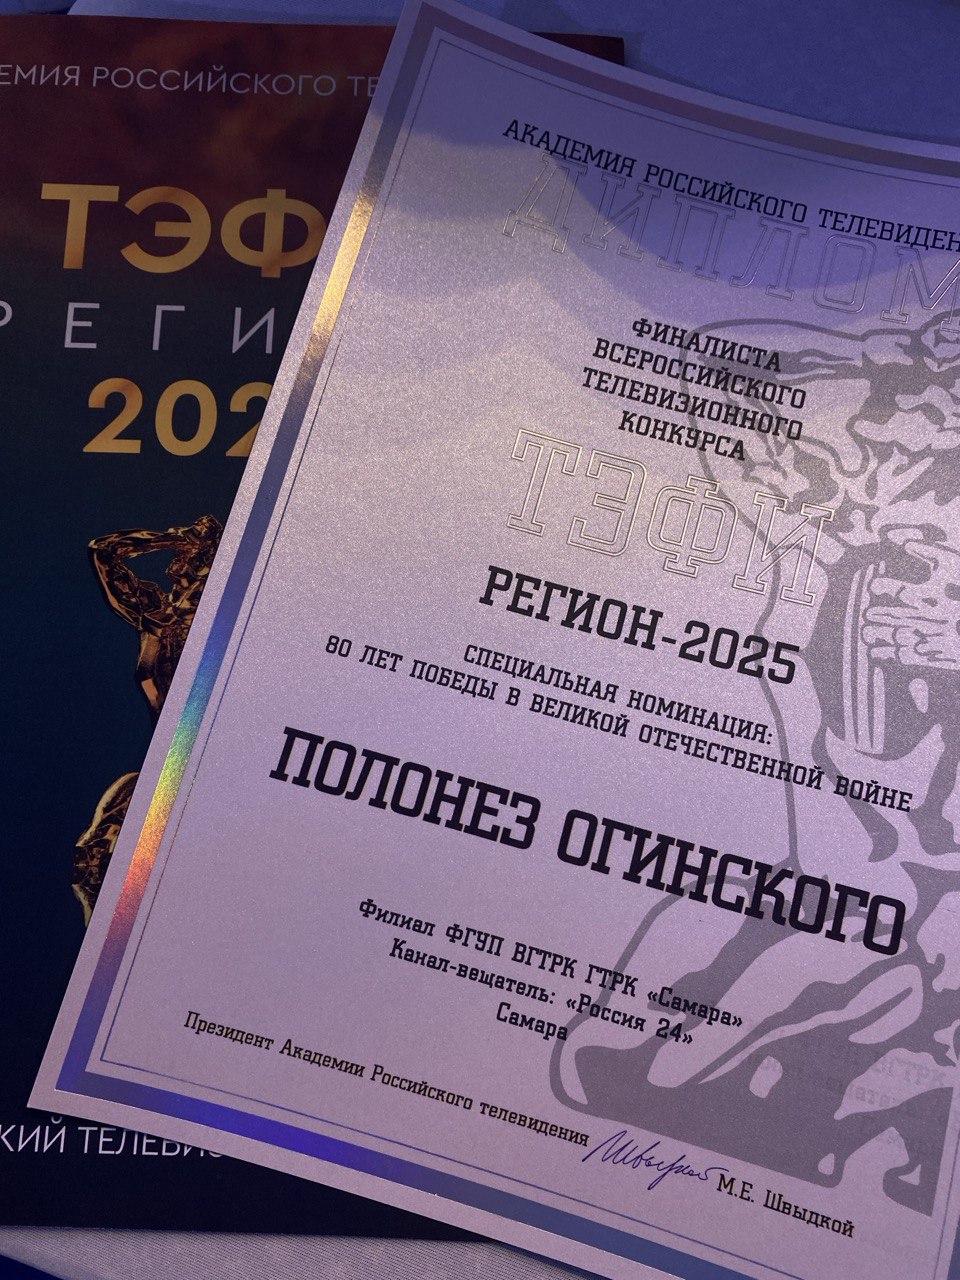 ЕМИЯ РОССИЙСКОГО ТЕ
ТЭФ
РЕГИ
202
КИЙ ТЕЛЕВИ
АКАДЕМИЯ РОССИЙСКОГО ТЕЛЕВИДЕН
ДИПЛОМ
ФИНАЛИСТА
ВСЕРОССИЙСКОГО
ТЕЛЕВИЗИОННОГО
КОНКУРСА
ТЭФИ
РЕГИОН-2025
СПЕЦИАЛЬНАЯ НОМИНАЦИЯ:
80 ЛЕТ ПОБЕДЫ В ВЕЛИКОЙ ОТЕЧЕСТВЕННОЙ ВОЙНЕ
ПОЛОНЕЗ ОГИНСКОГО
Филиал ФГУП ВГТРК ГТРК «Самара»
Канал-вещатель: «Россия 24»
Самара
Президент Академии Российского телевидения Швыдкой М.Е. Швыдкой